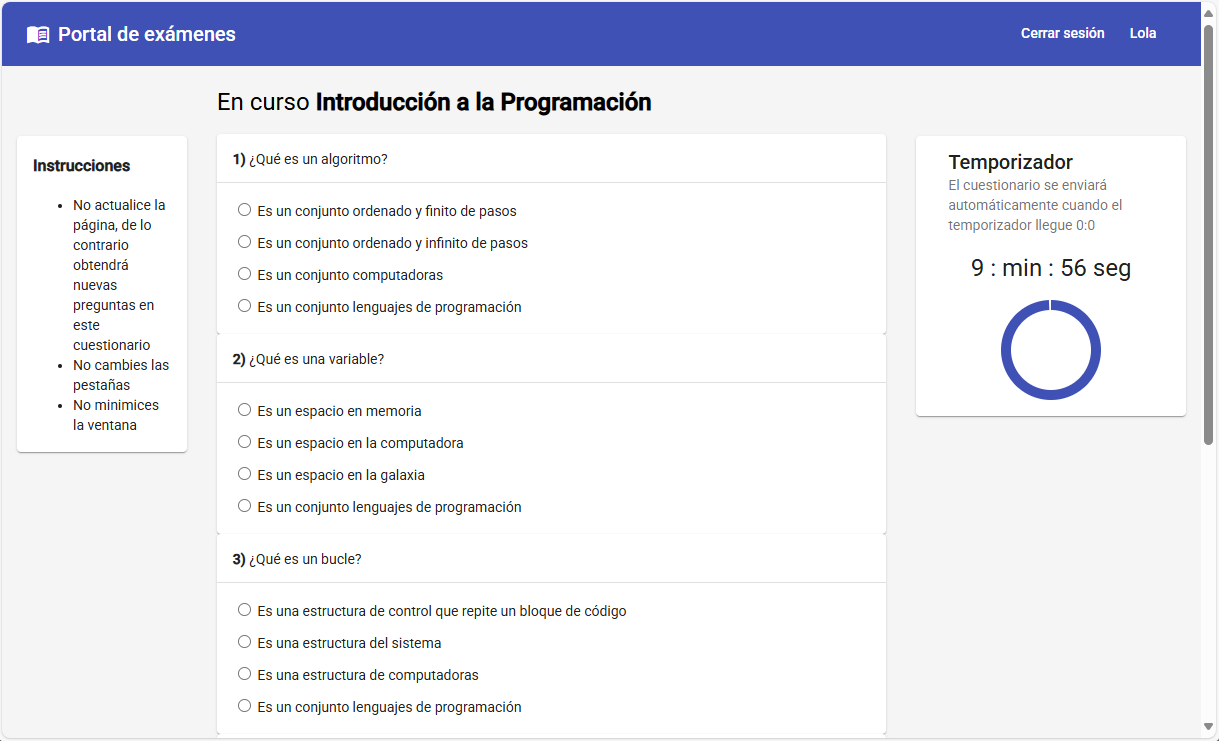 Portal de exámenes
Cerrar sesión
Lola
En curso Introducción a la Programación
Instrucciones
No actualice la
página, de lo
contrario
obtendrá
nuevas
preguntas en
este
cuestionario
No cambies las
pestañas
No minimices
la ventana
1) ¿Qué es un algoritmo?
Es un conjunto ordenado y finito de pasos
Es un conjunto ordenado y infinito de pasos
Es un conjunto computadoras
Es un conjunto lenguajes de programación
2) ¿Qué es una variable?
Es un espacio en memoria
Es un espacio en la computadora
Es un espacio en la galaxia
Es un conjunto lenguajes de programación
3) ¿Qué es un bucle?
Es una estructura de control que repite un bloque de código
Es una estructura del sistema
Es una estructura de computadoras
Es un conjunto lenguajes de programación
Temporizador
El cuestionario se enviará
automáticamente cuando el
temporizador llegue 0:0
9 : min : 56 seg